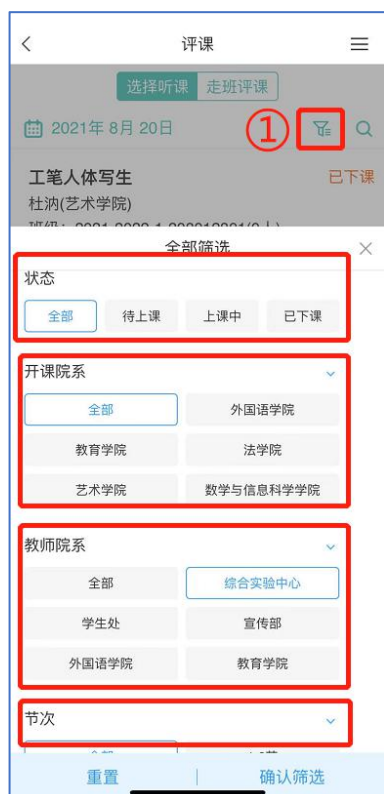 评课
选择听课 走班评课
2021年 8月 20日
①
工笔人体写生 已下课
杜汭(艺术学院)
全部筛选
状态
全部 待上课 上课中 已下课
开课院系
全部 外国语学院
教育学院 法学院
艺术学院 数学与信息科学学院
教师院系
全部 综合实验中心
学生处 宣传部
外国语学院 教育学院
节次
重置 确认筛选